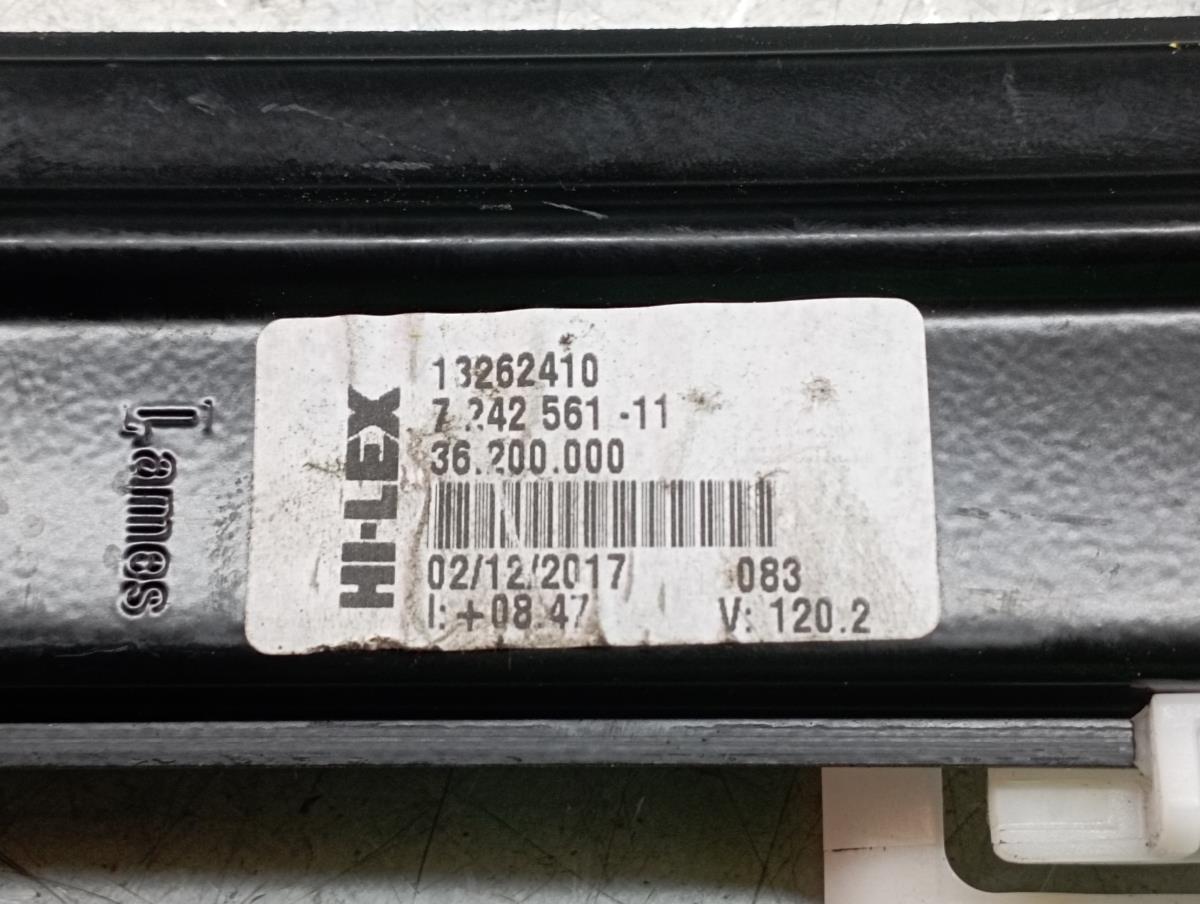 Lames
HI-LEX
13262410
7.242 561 -11
36.200.000
02/12/2017 083
I: +08.47 V: 120.2